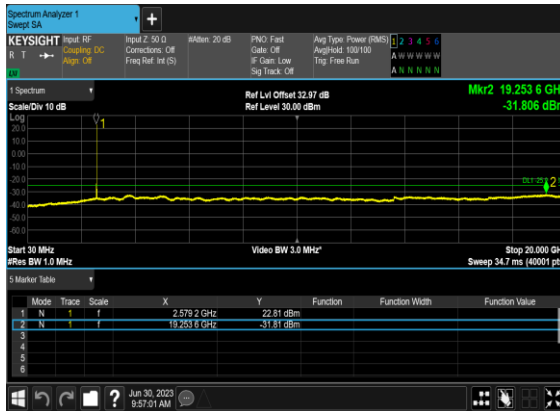 Spectrum Analyzer 1
Swept SA
+
KEYSIGHT Input: RF Input Z: 50 Ω #Atten: 20 dB PNO: Fast Avg Type: Power (RMS) 1 2 3 4 5 6
R T Coupling: DC Corrections: Off Gate: Off Avg|Hold: 100/100 A W W W W W
Align: Off Freq Ref: Int (S) IF Gain: Low Trig: Free Run
Sig Track: Off A N N N N N
1 Spectrum Ref Lvl Offset 32.97 dB Mkr2 19.253 6 GH
Scale/Div 10 dB Ref Level 30.00 dBm -31.806 dBm
Log
20.0
10.0
0.00
-10.0
-20.0
-30.0
-40.0
-50.0
-60.0
1
2
Start 30 MHz Video BW 3.0 MHz* Stop 20.000 GH
#Res BW 1.0 MHz Sweep 34.7 ms (40001 pt
5 Marker Table
Mode Trace Scale X Y Function Function Width Function Value
1 N 1 f 2.579 2 GHz 22.81 dBm
2 N 1 f 19.253 6 GHz -31.81 dBm
3
4
5
6
? Jun 30, 2023
9:57:01 AM